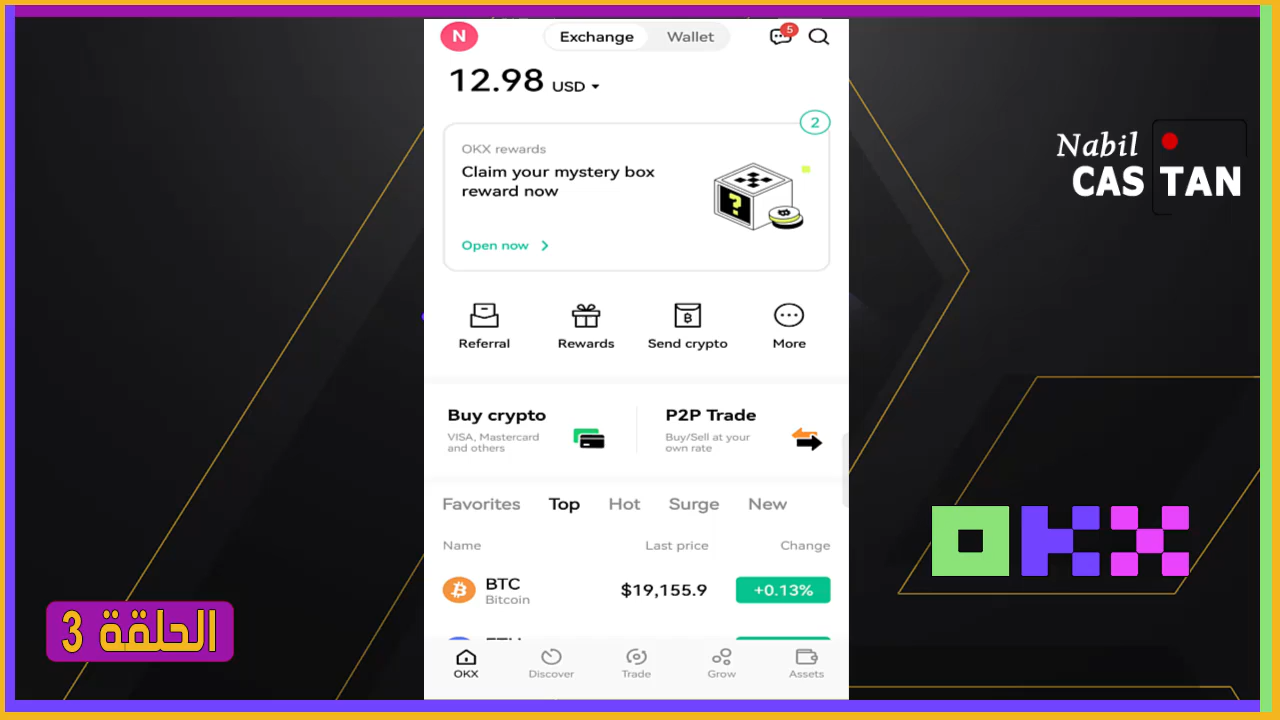 N
Exchange
Wallet
5
12.98 USD
2
OKX rewards
Claim your mystery box
reward now
Open now
Referral
Rewards
Send crypto
More
Buy crypto
VISA, Mastercard
and others
P2P Trade
Buy/Sell at your
own rate
Favorites
Top
Hot
Surge
New
Name
Last price
Change
BTC
Bitcoin
$19,155.9
+0.13%
OKX
Discover
Trade
Grow
Assets
Nabil
CASTAN
OKX
الحلقة 3